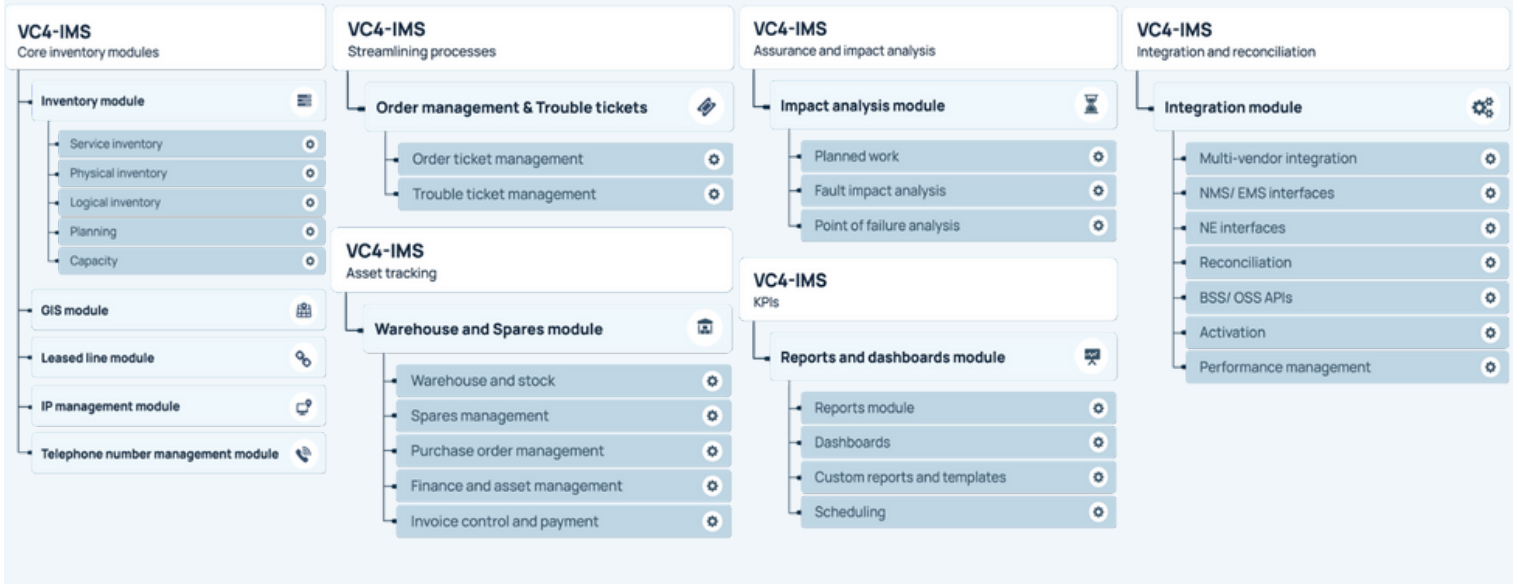 VC4-IMS
Core inventory modules
Inventory module
Service inventory
Physical inventory
Logical inventory
Planning
Capacity
GIS module
Leased line module
IP management module
Telephone number management module
VC4-IMS
Streamlining processes
Order management & Trouble tickets
Order ticket management
Trouble ticket management
VC4-IMS
Asset tracking
Warehouse and Spares module
Warehouse and stock
Spares management
Purchase order management
Finance and asset management
Invoice control and payment
VC4-IMS
Assurance and impact analysis
Impact analysis module
Planned work
Fault impact analysis
Point of failure analysis
VC4-IMS
KPIs
Reports and dashboards module
Reports module
Dashboards
Custom reports and templates
Scheduling
VC4-IMS
Integration and reconciliation
Integration module
Multi-vendor integration
NMS/ EMS interfaces
NE interfaces
Reconciliation
BSS/ OSS APIs
Activation
Performance management